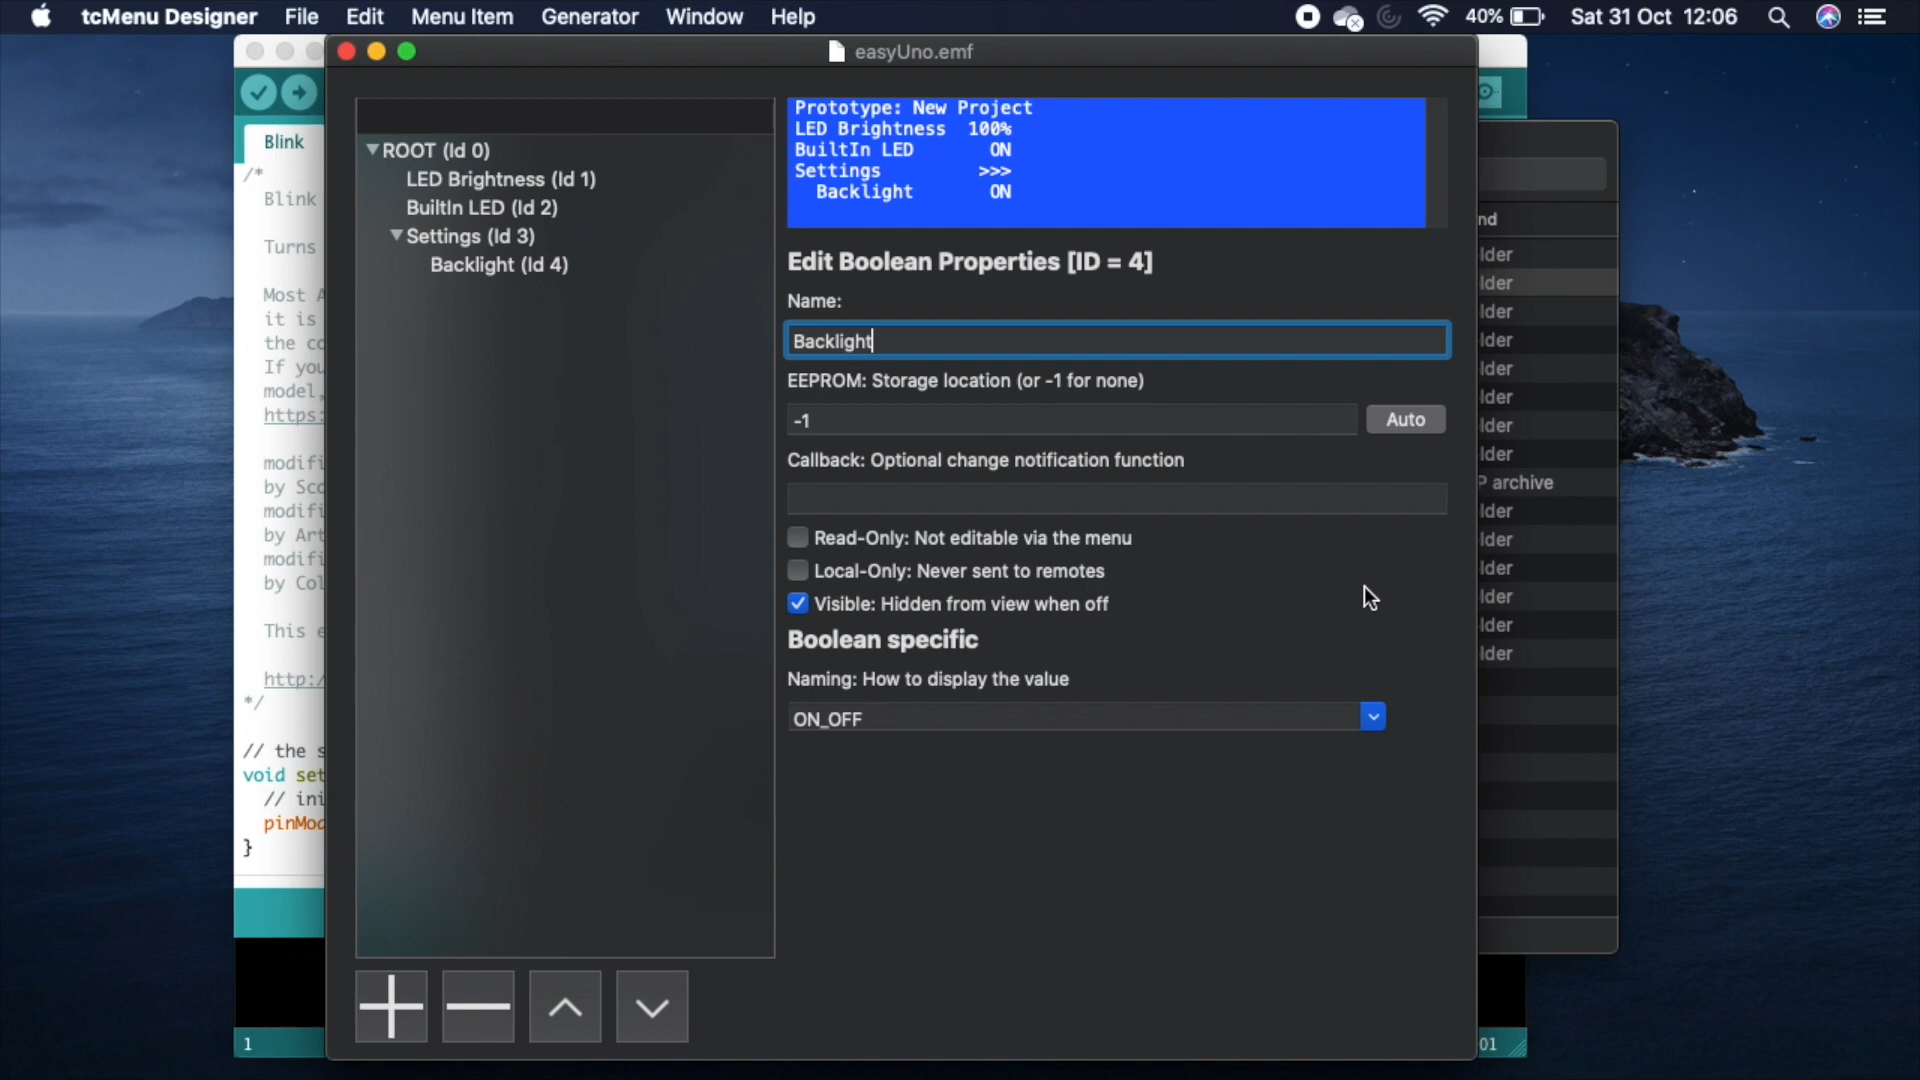 tcMenu Designer File Edit Menu Item Generator Window Help 40% Sat 31 Oct 12:06
easyUno.emf
Blink
/*
Blink
Turns
Most A
it is
the co
If you
model,
https:
modifi
by Sco
modifi
by Art
modifi
by Col
This e
http:/
*/
// the s
void set
// ini
pinMod
}
1
ROOT (Id 0)
LED Brightness (Id 1)
BuiltIn LED (Id 2)
Settings (Id 3)
Backlight (Id 4)
Prototype: New Project
LED Brightness 100%
BuiltIn LED ON
Settings >>>
Backlight ON
Edit Boolean Properties [ID = 4]
Name:
Backlight
EEPROM: Storage location (or -1 for none)
-1 Auto
Callback: Optional change notification function
Read-Only: Not editable via the menu
Local-Only: Never sent to remotes
Visible: Hidden from view when off
Boolean specific
Naming: How to display the value
ON_OFF
nd
lder
lder
lder
lder
lder
lder
lder
lder
P archive
lder
lder
lder
lder
lder
lder
01